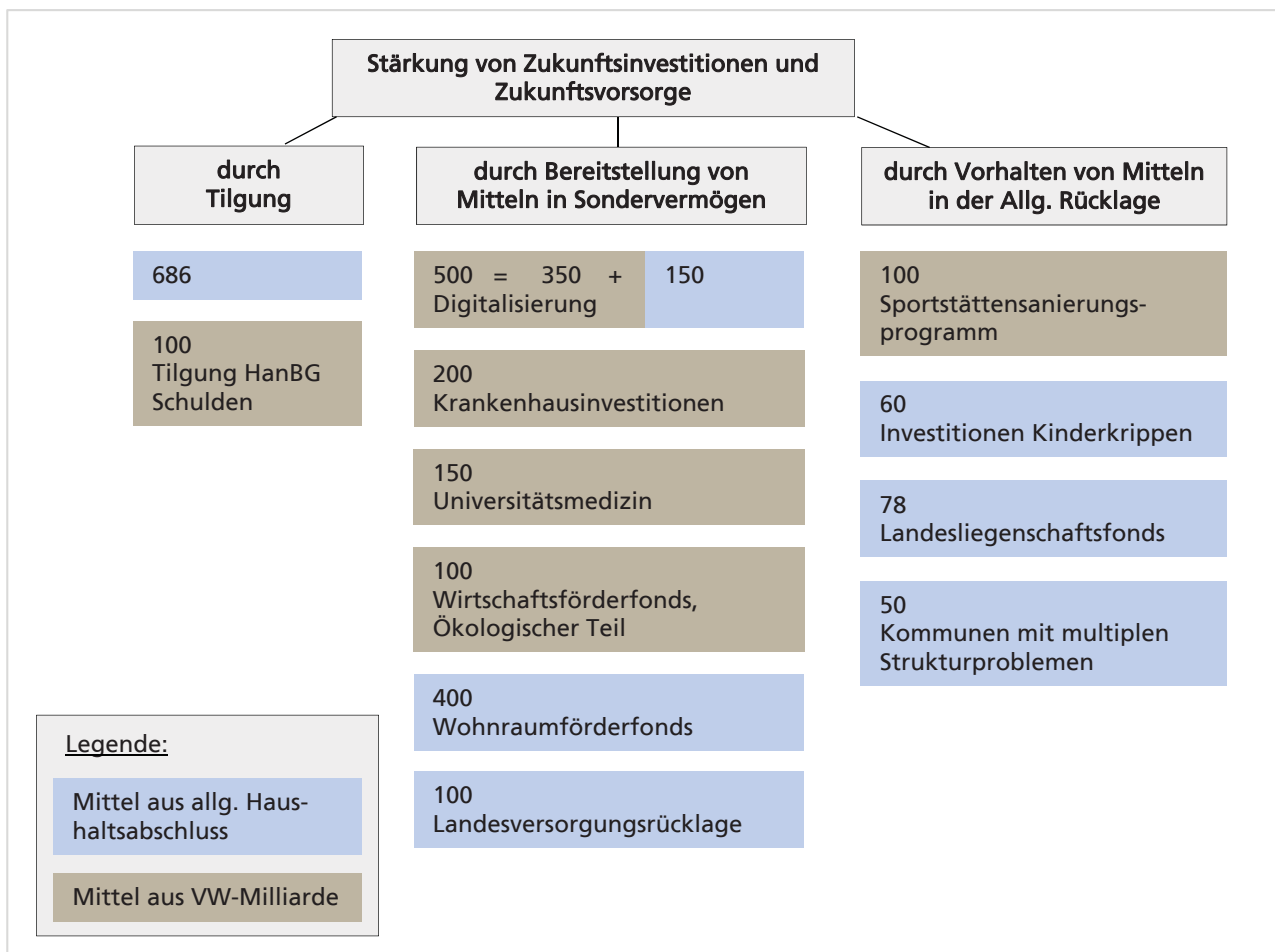 Stärkung von Zukunftsinvestitionen und
Zukunftsvorsorge
durch
Tilgung
686
100
Tilgung HanBG
Schulden
durch Bereitstellung von
Mitteln in Sondervermögen
500 = 350 + 150
Digitalisierung
200
Krankenhausinvestitionen
150
Universitätsmedizin
100
Wirtschaftsförderfonds,
Ökologischer Teil
400
Wohnraumförderfonds
100
Landesversorgungsrücklage
durch Vorhalten von Mitteln
in der Allg. Rücklage
100
Sportstättensanierungs-
programm
60
Investitionen Kinderkrippen
78
Landesliegenschaftsfonds
50
Kommunen mit multiplen
Strukturproblemen
Legende:
Mittel aus allg. Haus-
haltsabschluss
Mittel aus VW-Milliarde